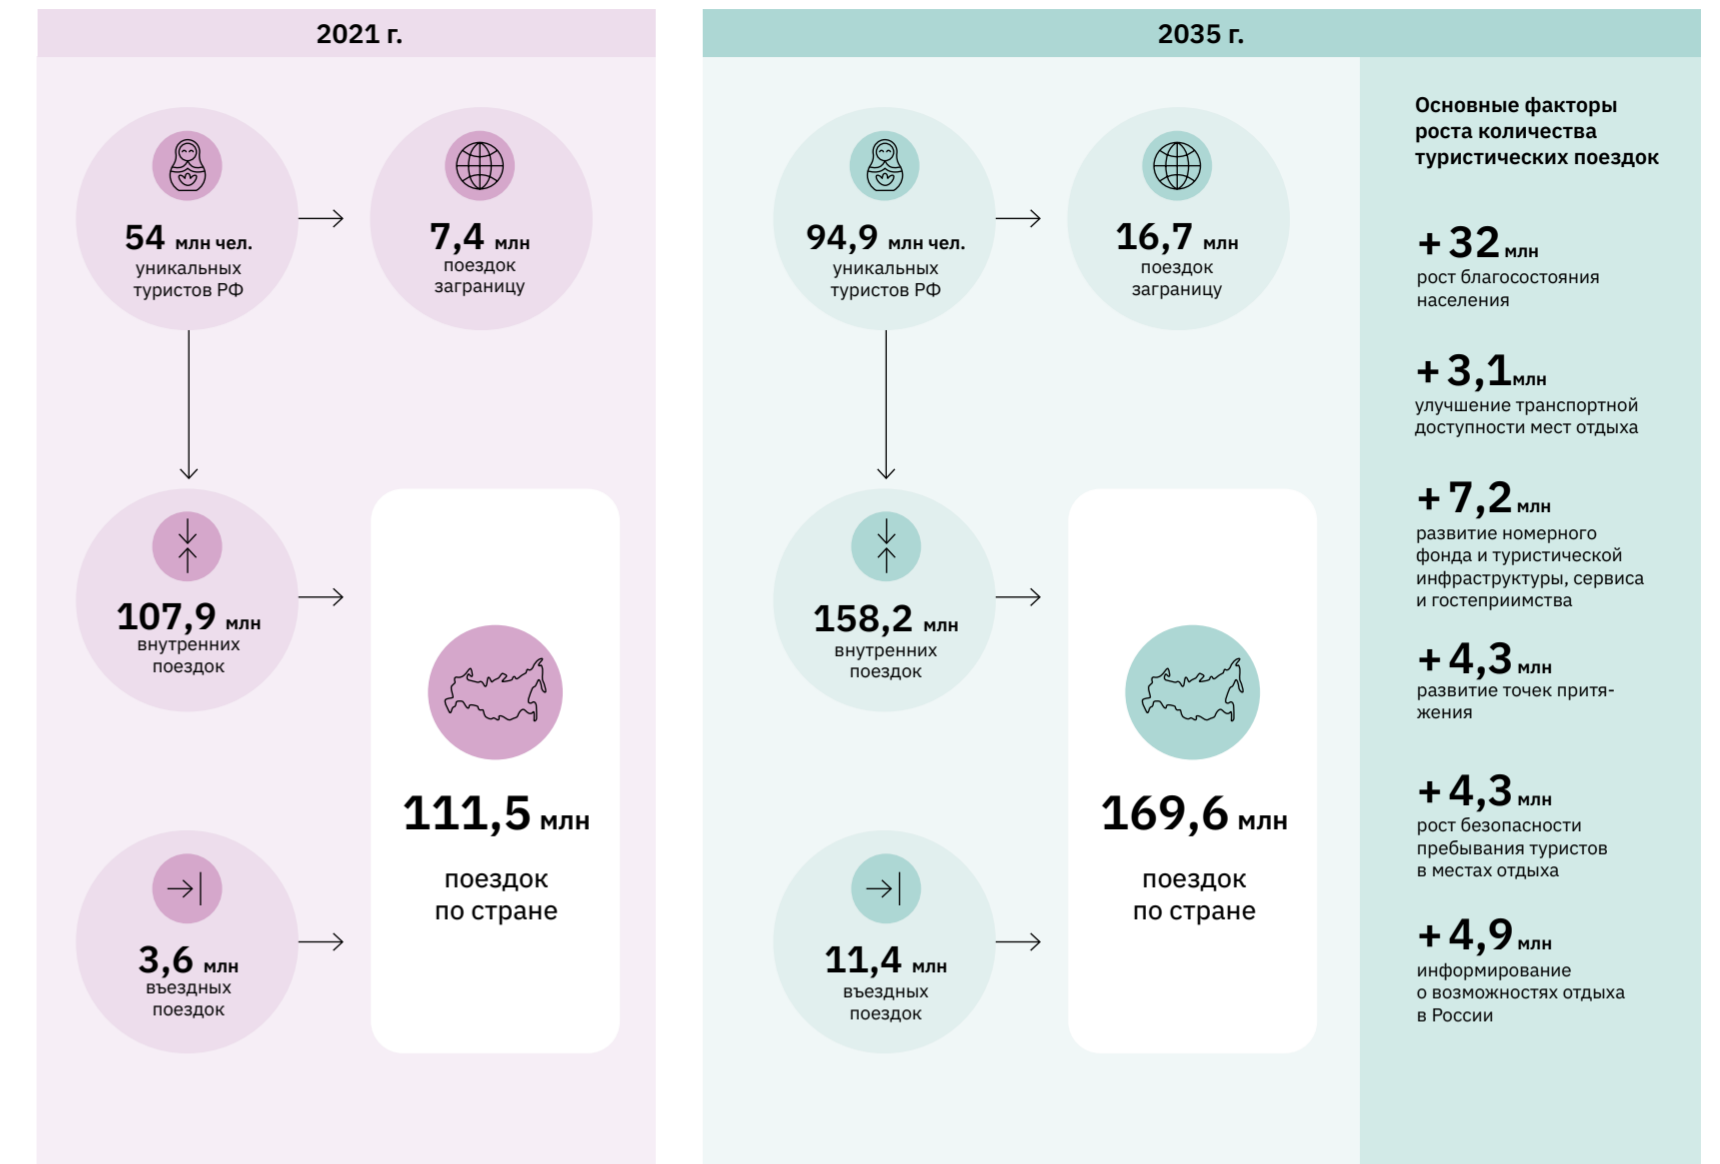 2021 г.
54 млн чел.
уникальных
туристов РФ
7,4 млн
поездок
заграницу
107,9 млн
внутренних
поездок
3,6 млн
въездных
поездок
111,5 млн
поездок
по стране
2035 г.
94,9 млн чел.
уникальных
туристов РФ
16,7 млн
поездок
заграницу
158,2 млн
внутренних
поездок
11,4 млн
въездных
поездок
169,6 млн
поездок
по стране
Основные факторы
роста количества
туристических поездок
+ 32 млн
рост благосостояния
населения
+ 3,1 млн
улучшение транспортной
доступности мест отдыха
+ 7,2 млн
развитие номерного
фонда и туристической
инфраструктуры, сервиса
и гостеприимства
+ 4,3 млн
развитие точек притя-
жения
+ 4,3 млн
рост безопасности
пребывания туристов
в местах отдыха
+ 4,9 млн
информирование
о возможностях отдыха
в России